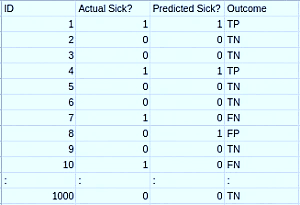 ID Actual Sick? Predicted Sick? Outcome
1 1 1 TP
2 0 0 TN
3 0 0 TN
4 1 1 TP
5 0 0 TN
6 0 0 TN
7 1 0 FN
8 0 1 FP
9 0 0 TN
10 1 0 FN
: : : :
1000 0 0 TN